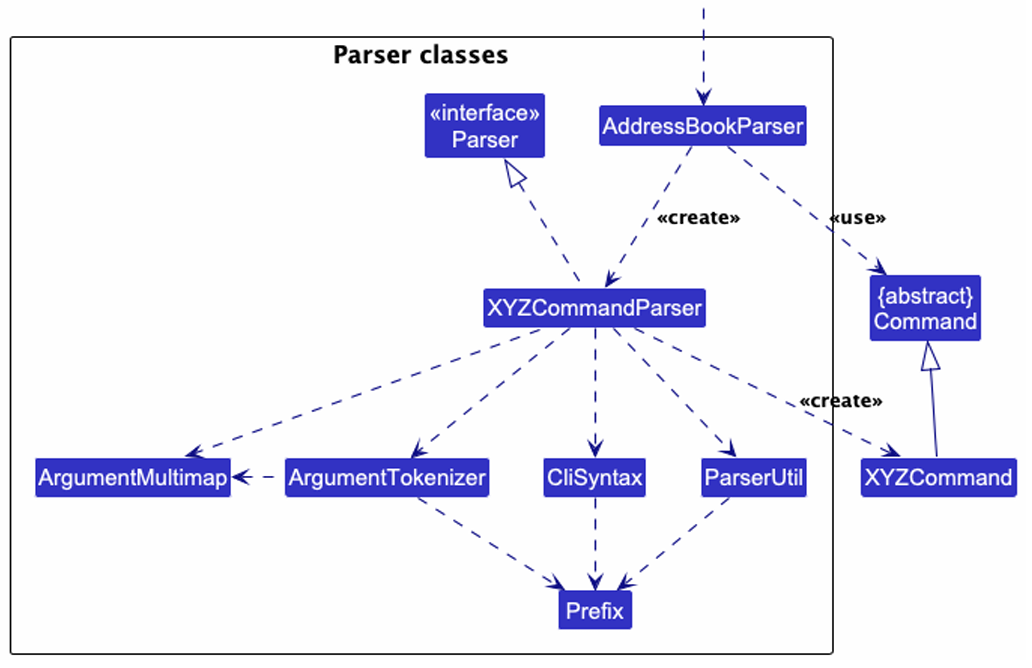 Parser classes
«interface»
Parser
AddressBookParser
«create»
«use»
{abstract}
Command
XYZCommandParser
«create»
ArgumentMultimap
ArgumentTokenizer
CliSyntax
ParserUtil
XYZCommand
Prefix